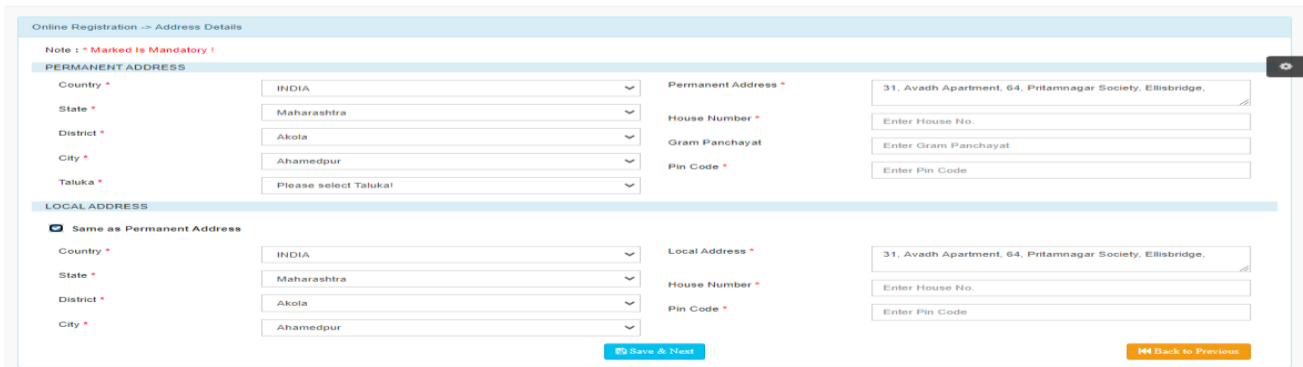 Online Registration -> Address Details
Note : * Marked Is Mandatory !
PERMANENT ADDRESS
Country * INDIA Permanent Address * 31, Avadh Apartment, 64, Pritamnagar Society, Ellisbridge,
State * Maharashtra House Number * Enter House No.
District * Akola Gram Panchayat Enter Gram Panchayat
City * Ahamedpur Pin Code * Enter Pin Code
Taluka * Please select Taluka!
LOCAL ADDRESS
Same as Permanent Address
Country * INDIA Local Address * 31, Avadh Apartment, 64, Pritamnagar Society, Ellisbridge,
State * Maharashtra House Number * Enter House No.
District * Akola Pin Code * Enter Pin Code
City * Ahamedpur
Save & Next Back to Previous